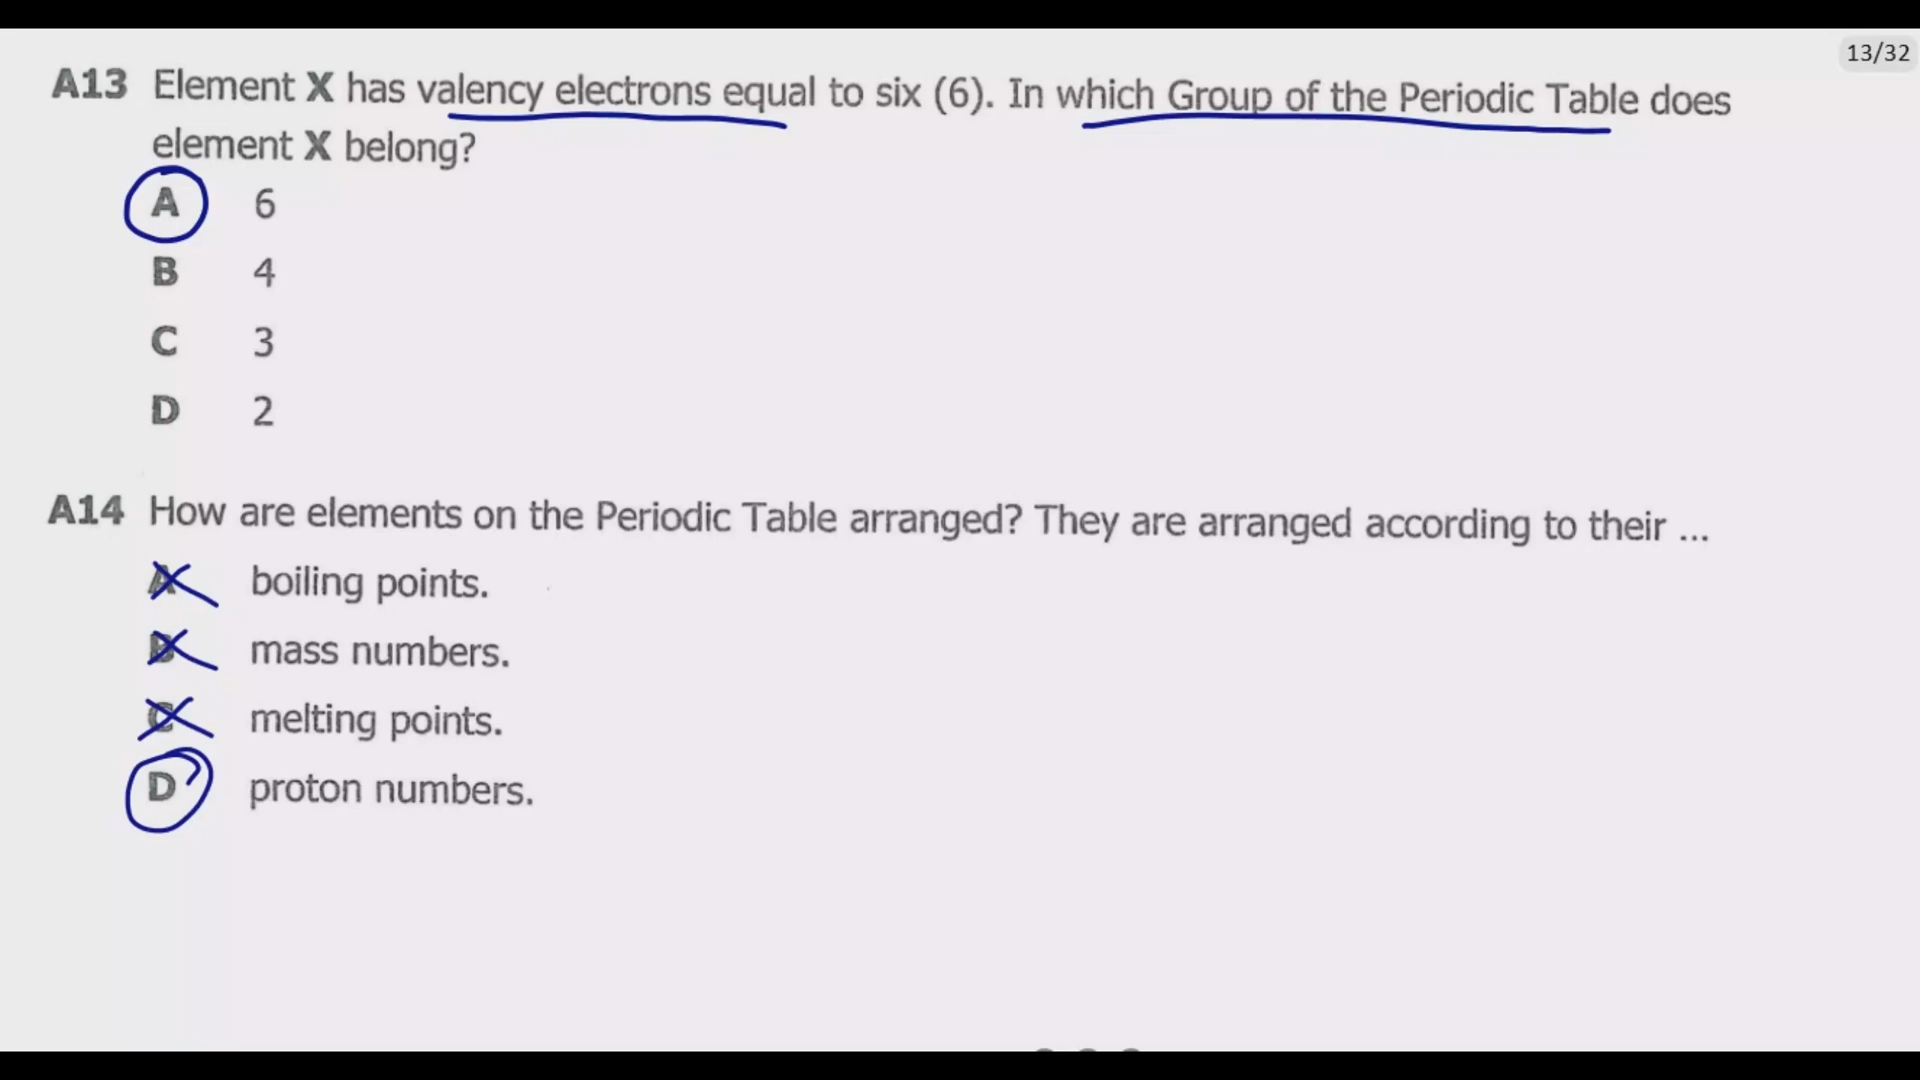 13/32
A13 Element X has valency electrons equal to six (6). In which Group of the Periodic Table does
element X belong?
A 6
B 4
C 3
D 2
A14 How are elements on the Periodic Table arranged? They are arranged according to their ...
A boiling points.
B mass numbers.
C melting points.
D proton numbers.